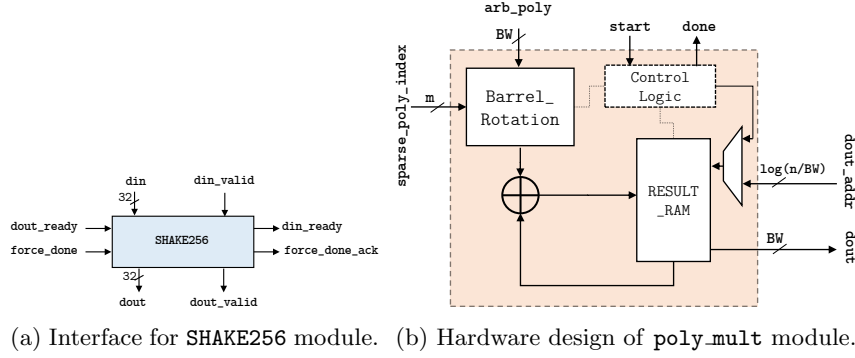 din
din_valid
32
dout_ready
SHAKE256
din_ready
force_done
force_done_ack
32
dout
dout_valid
(a) Interface for SHAKE256 module.
arb_poly
BW
start
done
sparse_poly_index
m
Barrel_
Rotation
Control
Logic
RESULT
_RAM
log(n/BW)
dout_addr
BW
dout
(b) Hardware design of poly_mult module.